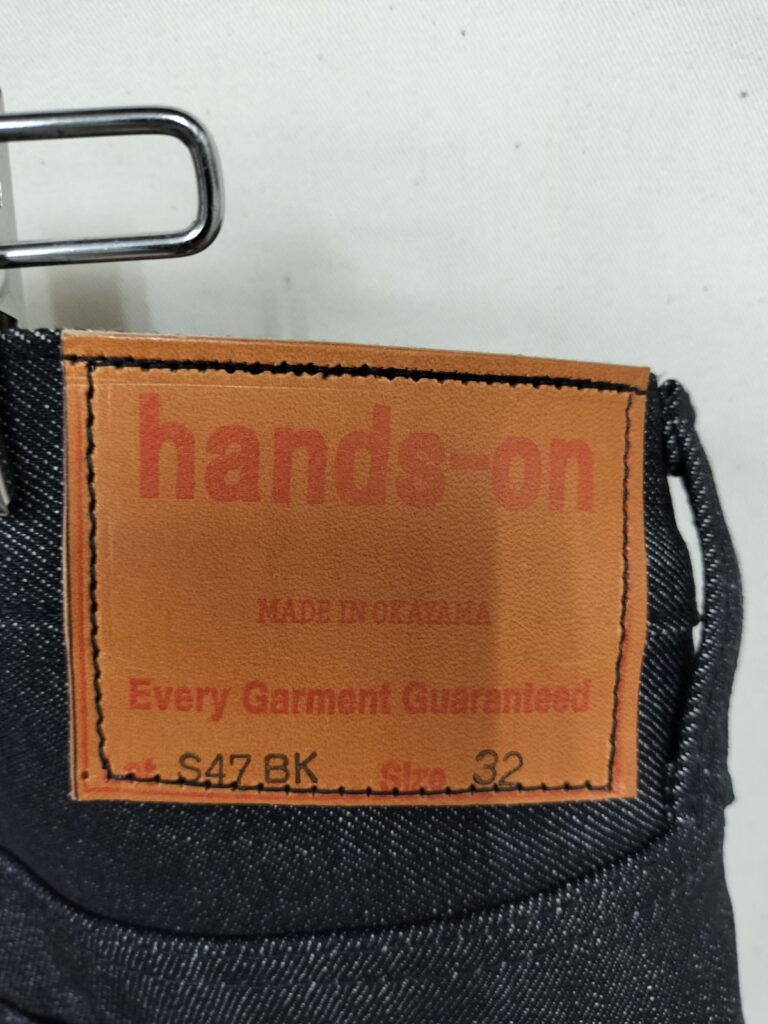 hands-on
MADE IN OKAYAMA
Every Garment Guaranteed
S47 BK Size 32